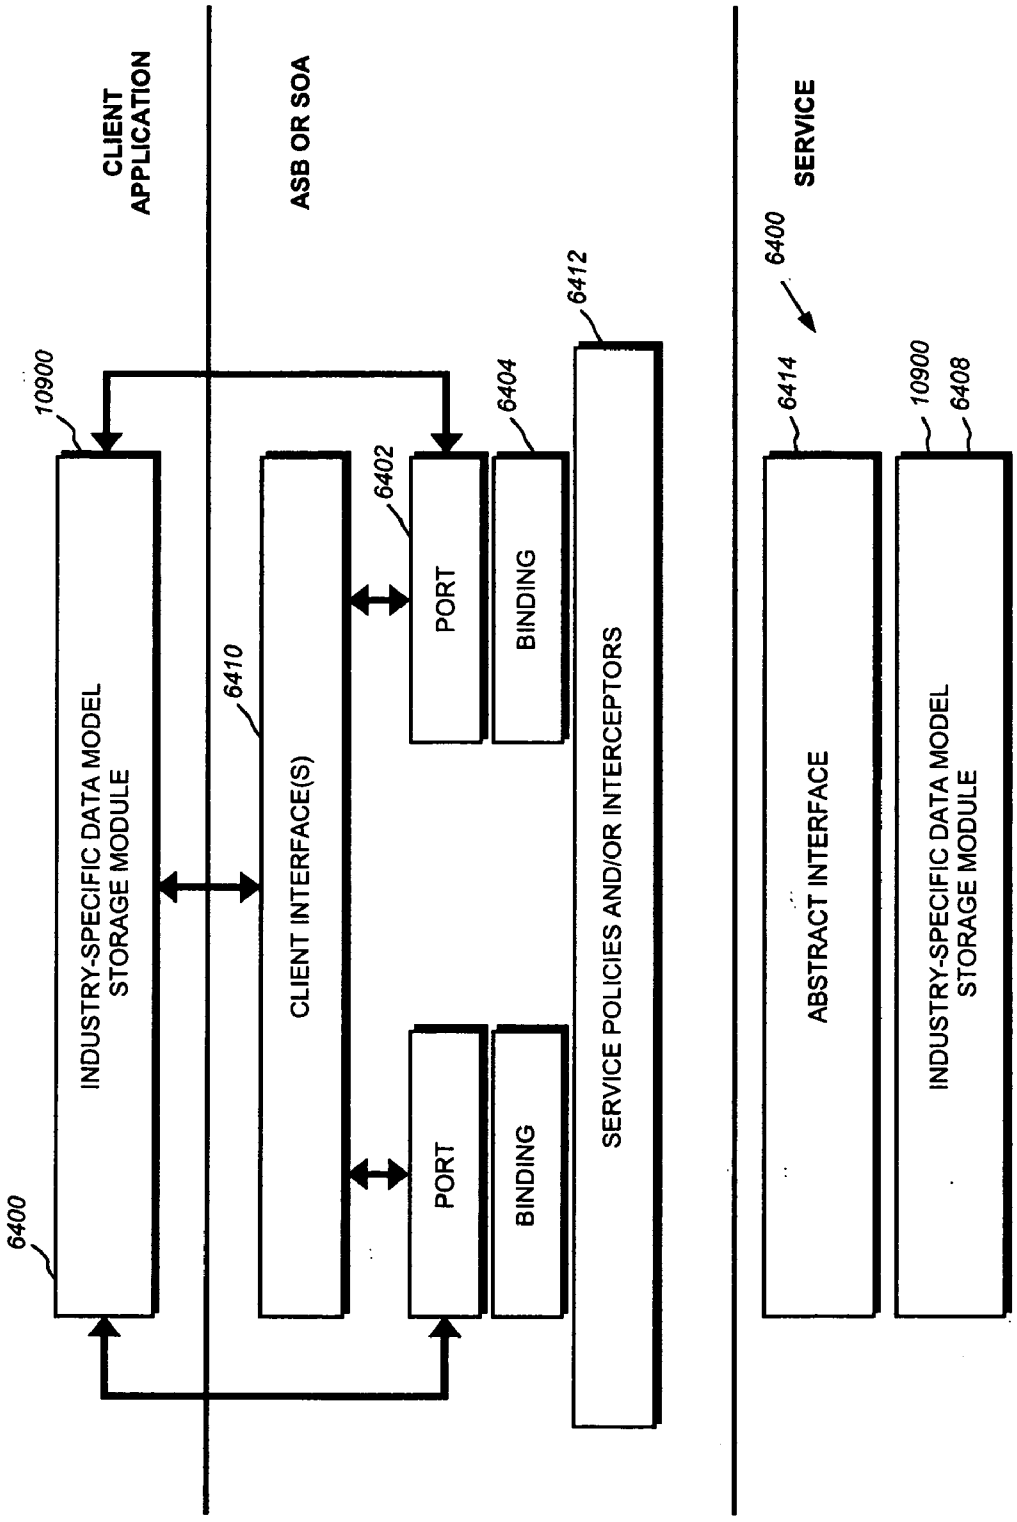 6400
INDUSTRY-SPECIFIC DATA MODEL
STORAGE MODULE
10900
CLIENT
APPLICATION
CLIENT INTERFACE(S)
6410
ASB OR SOA
PORT
PORT
6402
BINDING
BINDING
6404
SERVICE POLICIES AND/OR INTERCEPTORS
6412
ABSTRACT INTERFACE
6414
6400
SERVICE
INDUSTRY-SPECIFIC DATA MODEL
STORAGE MODULE
10900
6408